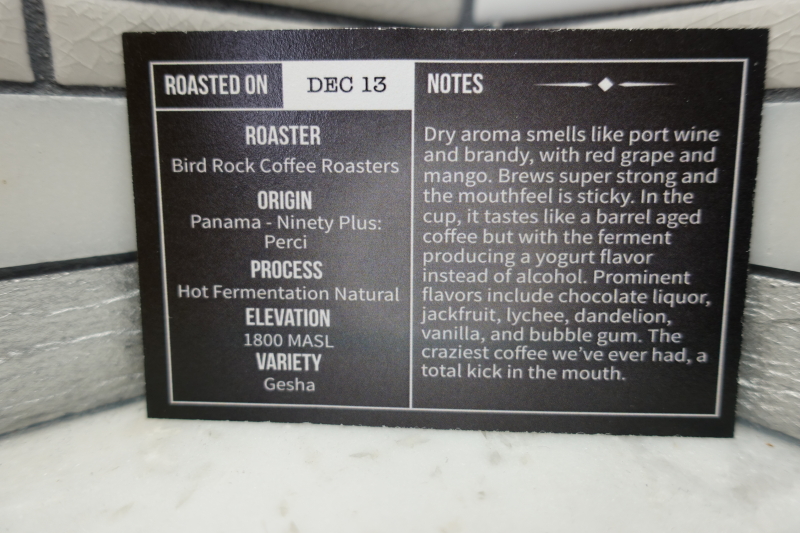 ROASTED ON DEC 13
ROASTER
Bird Rock Coffee Roasters
ORIGIN
Panama - Ninety Plus:
Perci
PROCESS
Hot Fermentation Natural
ELEVATION
1800 MASL
VARIETY
Gesha
NOTES
Dry aroma smells like port wine
and brandy, with red grape and
mango. Brews super strong and
the mouthfeel is sticky. In the
cup, it tastes like a barrel aged
coffee but with the ferment
producing a yogurt flavor
instead of alcohol. Prominent
flavors include chocolate liquor,
jackfruit, lychee, dandelion,
vanilla, and bubble gum. The
craziest coffee we've ever had, a
total kick in the mouth.